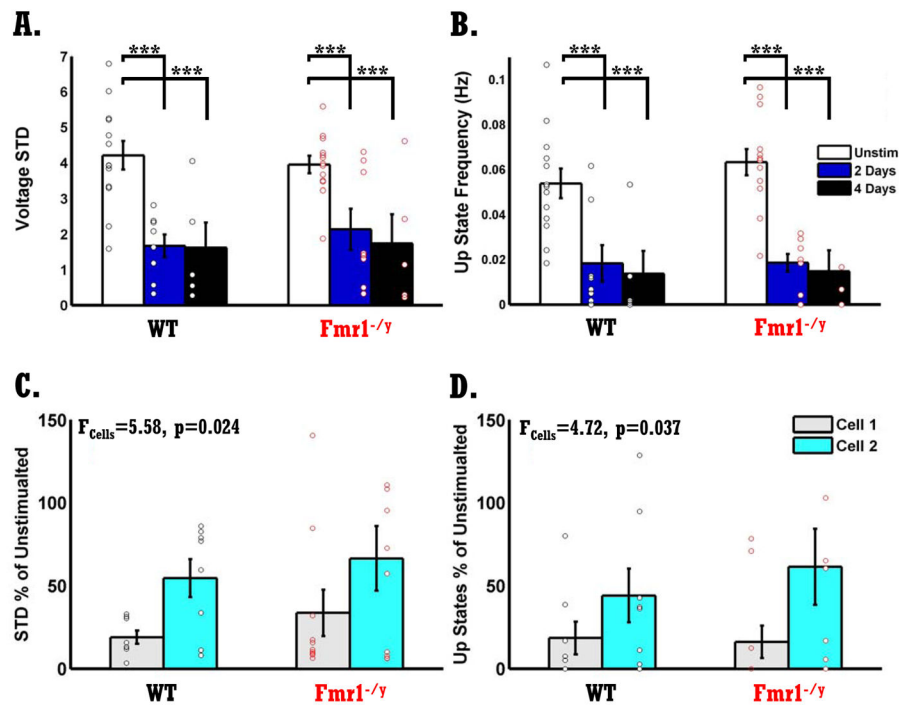 A.
Voltage STD
7
6
5
4
3
2
1
0
***
***
***
***
WT
Fmr1-/y
B.
Up State Frequency (Hz)
0.1
0.08
0.06
0.04
0.02
0
***
***
***
***
Unstim
2 Days
4 Days
WT
Fmr1-/y
C.
STD % of Unstimualted
150
100
50
0
FCells=5.58, p=0.024
WT
Fmr1-/y
D.
Up States % of Unstimualted
150
100
50
0
FCells=4.72, p=0.037
Cell 1
Cell 2
WT
Fmr1-/y